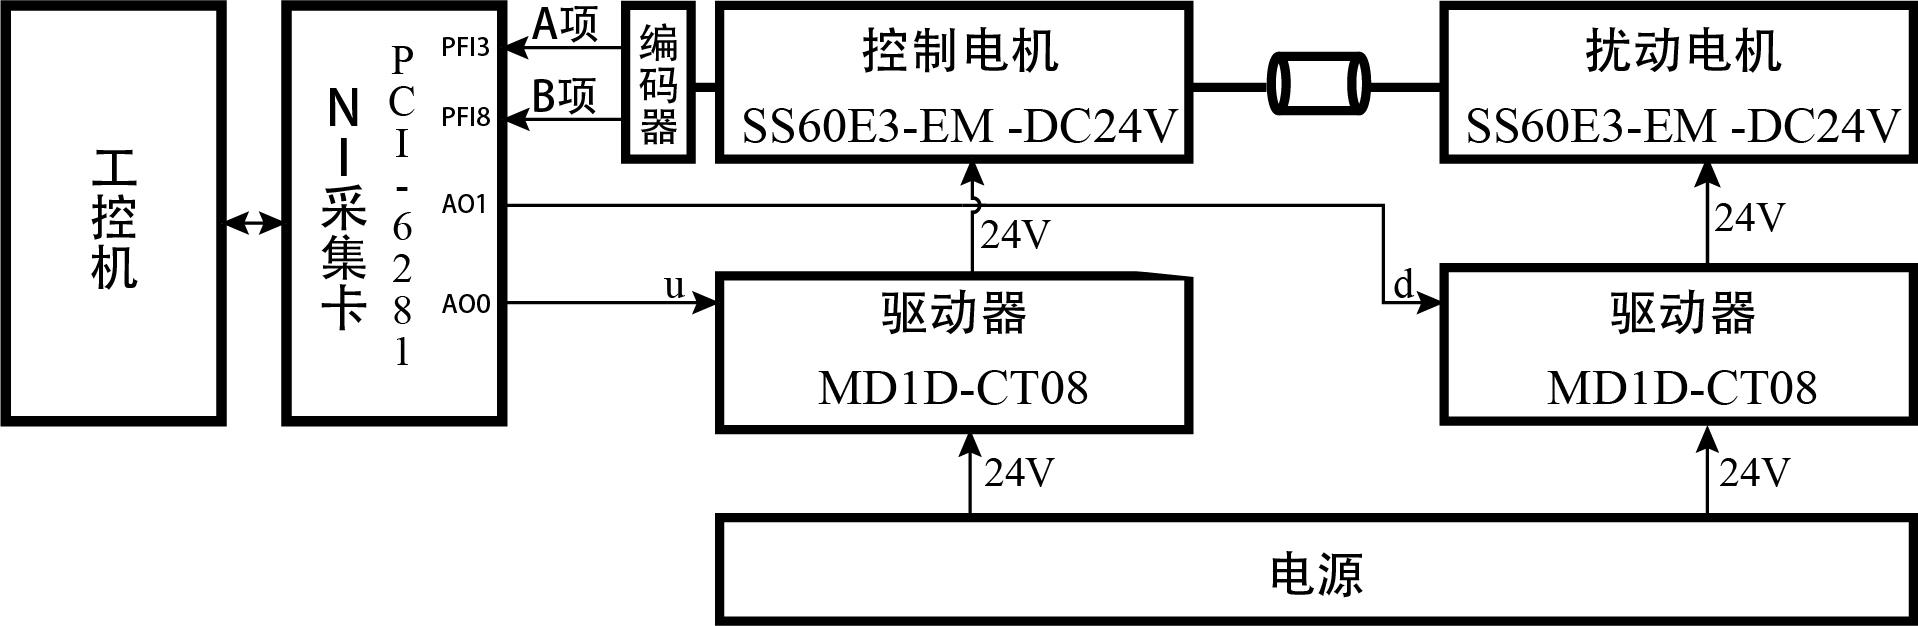 工控机
NI采集卡
PCI-6281
PFI3
PFI8
AO1
AO0
A项
B项
编码器
控制电机
SS60E3-EM -DC24V
扰动电机
SS60E3-EM -DC24V
24V
24V
u
d
驱动器
MD1D-CT08
驱动器
MD1D-CT08
24V
24V
电源